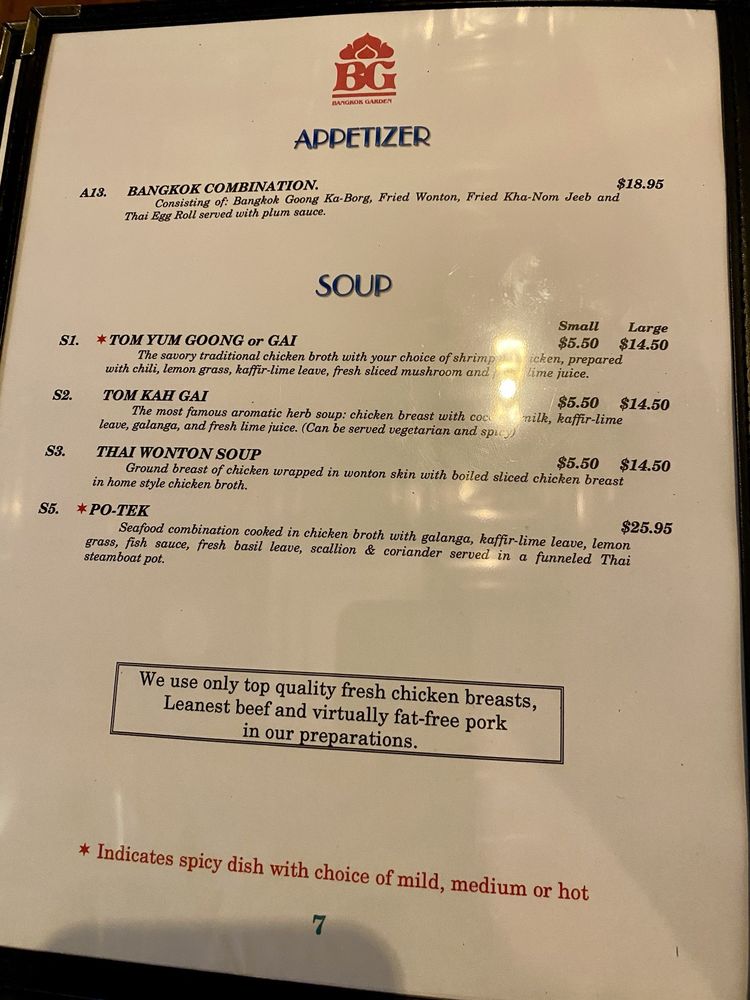 BG
BANGKOK GARDEN
APPETIZER
A13. BANGKOK COMBINATION. $18.95
Consisting of: Bangkok Goong Ka-Borg, Fried Wonton, Fried Kha-Nom Jeeb and
Thai Egg Roll served with plum sauce.
SOUP
Small Large
S1. ✶ TOM YUM GOONG or GAI $5.50 $14.50
The savory traditional chicken broth with your choice of shrimp prepared
with chili, lemon grass, kaffir-lime leave, fresh sliced mushroom and lime juice.
S2. TOM KAH GAI $5.50 $14.50
The most famous aromatic herb soup: chicken breast with milk, kaffir-lime
leave, galanga, and fresh lime juice. (Can be served vegetarian and spicy)
S3. THAI WONTON SOUP $5.50 $14.50
Ground breast of chicken wrapped in wonton skin with boiled sliced chicken breast
in home style chicken broth.
S5. ✶ PO-TEK $25.95
Seafood combination cooked in chicken broth with galanga, kaffir-lime leave, lemon
grass, fish sauce, fresh basil leave, scallion & coriander served in a funneled Thai
steamboat pot.
We use only top quality fresh chicken breasts,
Leanest beef and virtually fat-free pork
in our preparations.
✶ Indicates spicy dish with choice of mild, medium or hot
7